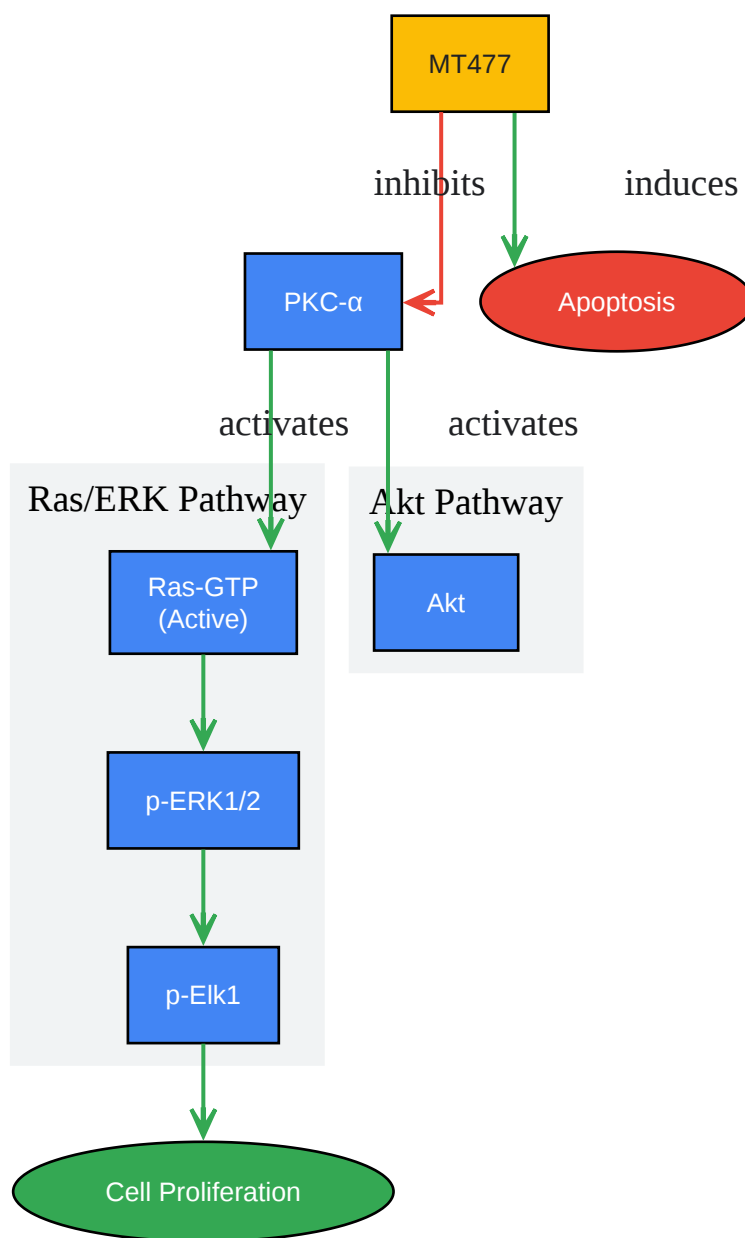 MT477
inhibits
induces
PKC-α
Apoptosis
activates
activates
Ras/ERK Pathway
Akt Pathway
Ras-GTP
(Active)
Akt
p-ERK1/2
p-Elk1
Cell Proliferation